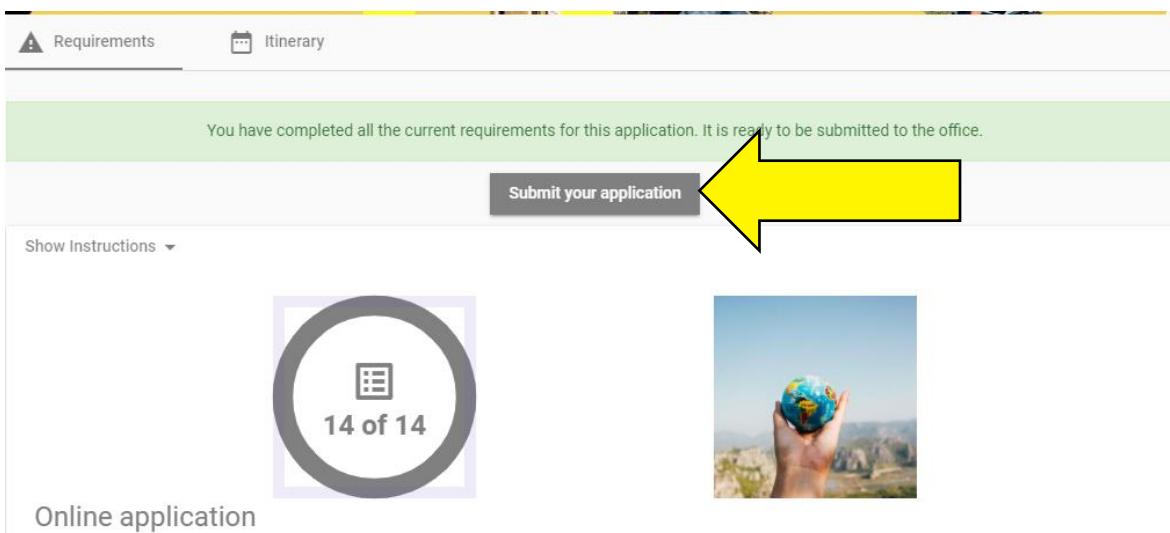 Requirements
Itinerary
You have completed all the current requirements for this application. It is ready to be submitted to the office.
Submit your application
Show Instructions
14 of 14
Online application